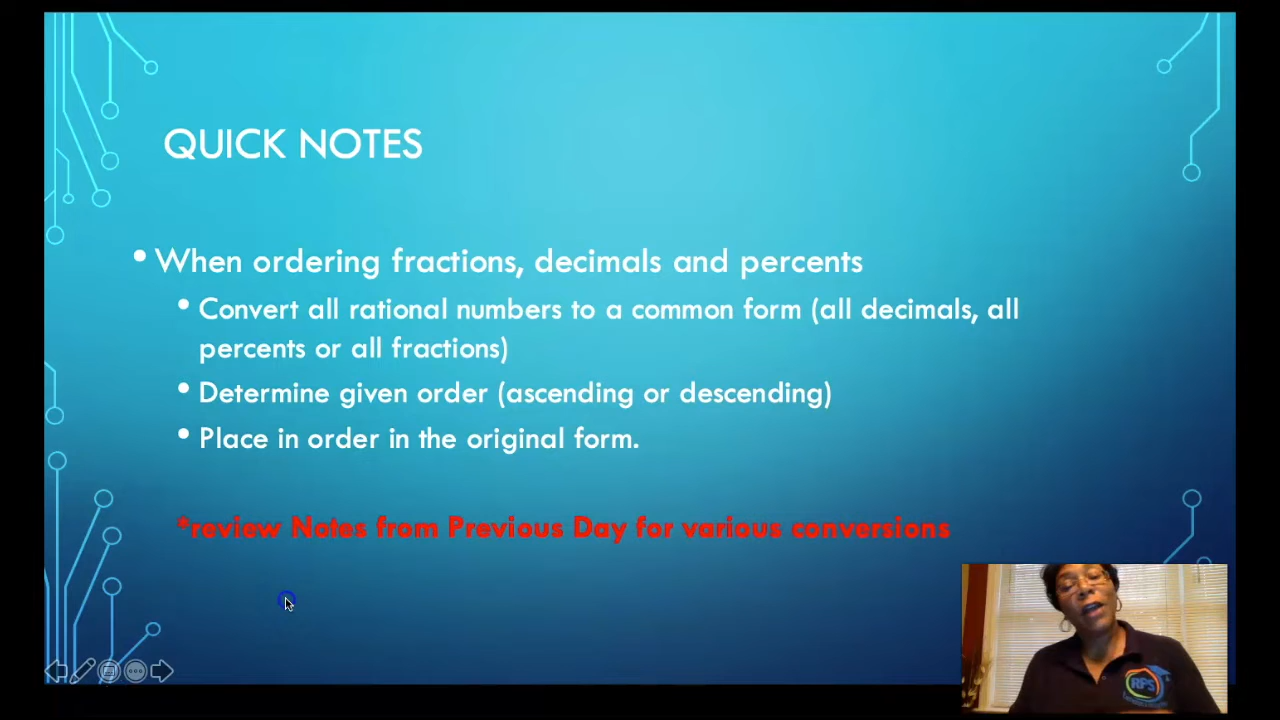 QUICK NOTES
• When ordering fractions, decimals and percents
• Convert all rational numbers to a common form (all decimals, all
percents or all fractions)
• Determine given order (ascending or descending)
• Place in order in the original form.
*review Notes from Previous Day for various conversions
RPS